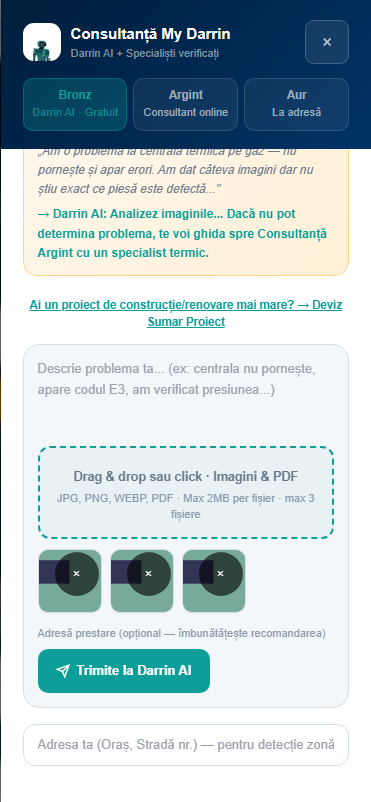 Consultanță My Darrin
Darrin AI + Specialiști verificați
×
Bronz
Darrin AI · Gratuit
Argint
Consultant online
Aur
La adresă
„Am o problemă la centrala termică pe gaz — nu
pornește și apar erori. Am dat câteva imagini dar nu
știu exact ce piesă este defectă..."
→ Darrin AI: Analizez imaginile... Dacă nu pot
determina problema, te voi ghida spre Consultanță
Argint cu un specialist termic.
Ai un proiect de construcție/renovare mai mare? → Deviz
Sumar Proiect
Descrie problema ta... (ex: centrala nu pornește,
apare codul E3, am verificat presiunea...)
Drag & drop sau click · Imagini & PDF
JPG, PNG, WEBP, PDF · Max 2MB per fișier · max 3
fișiere
×
×
×
Adresă prestare (opțional — îmbunătățește recomandarea)
Trimite la Darrin AI
Adresa ta (Oraș, Stradă nr.) — pentru detecție zonă